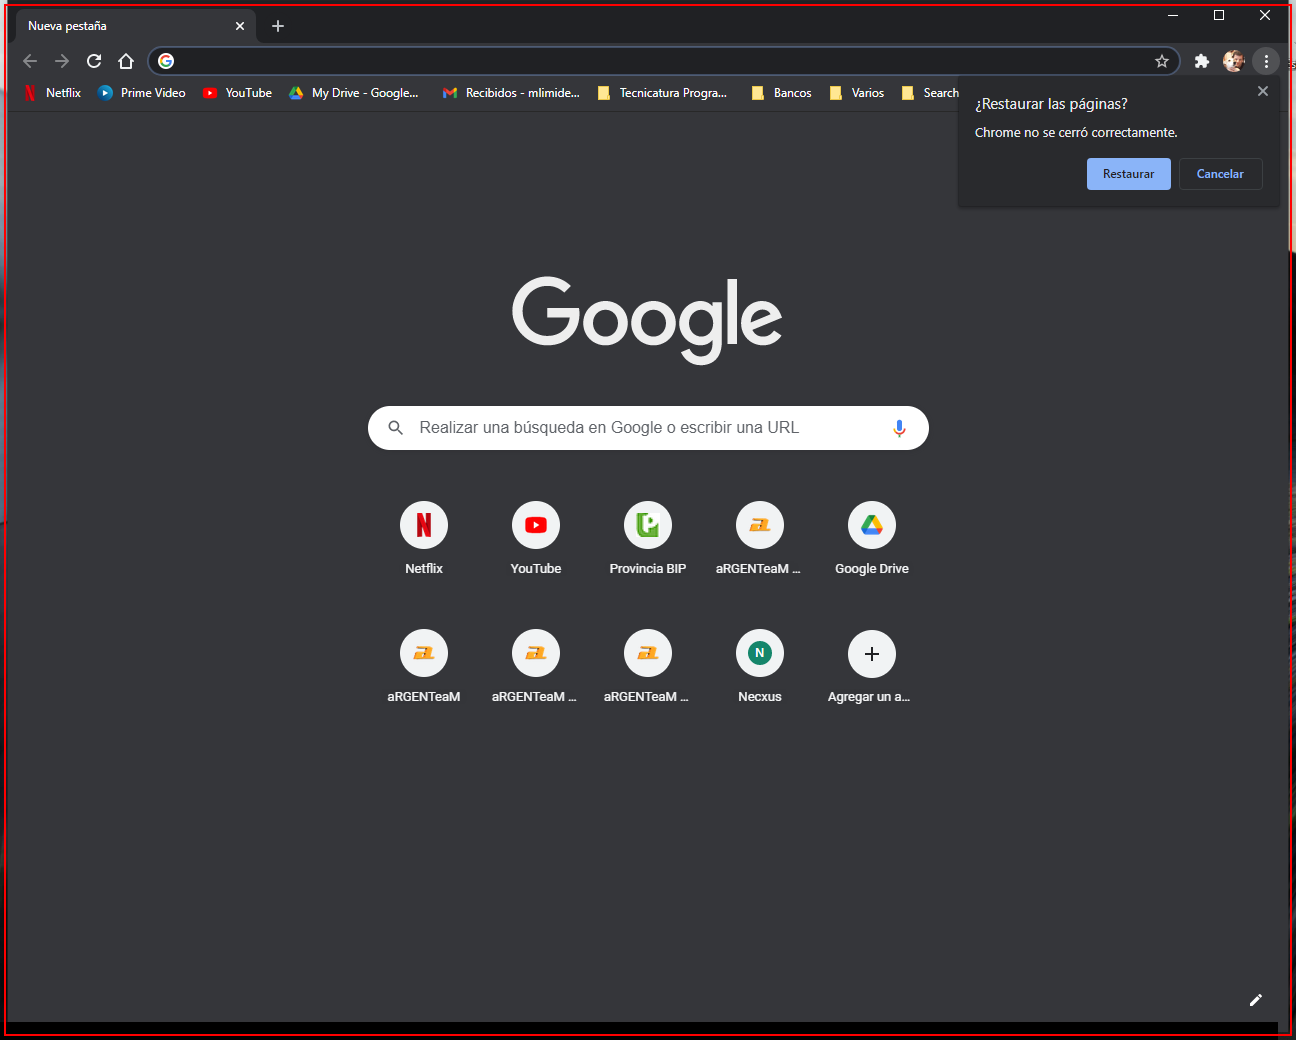 Nueva pestaña
Netflix Prime Video YouTube My Drive - Google... Recibidos - mlimide... Tecnicatura Progra... Bancos Varios Search
¿Restaurar las páginas?
Chrome no se cerró correctamente.
Restaurar Cancelar
Google
Realizar una búsqueda en Google o escribir una URL
Netflix YouTube Provincia BIP aRGENTeaM ... Google Drive
N
aRGENTeaM aRGENTeaM ... aRGENTeaM ... Necxus Agregar un a...